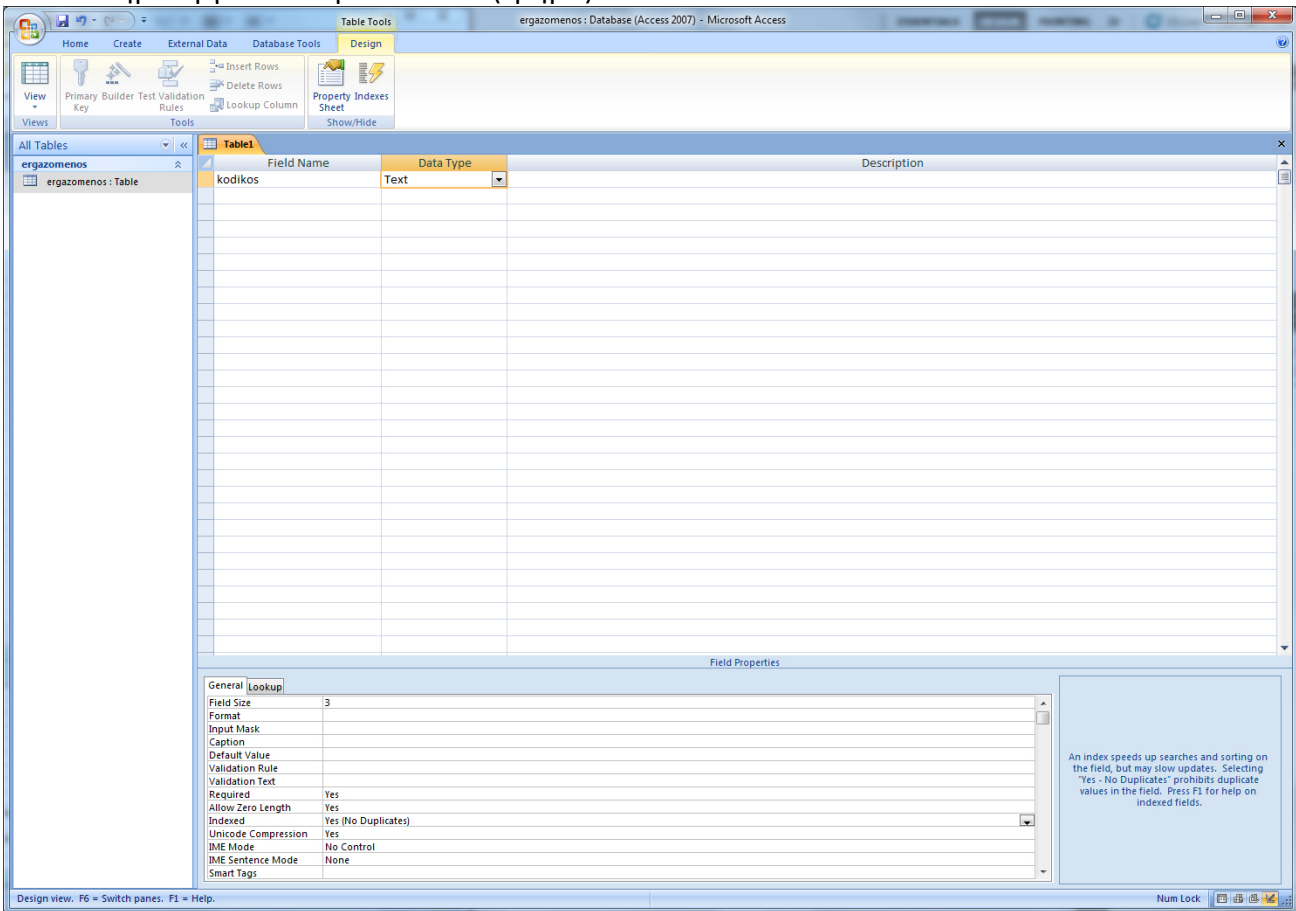 Table Tools
ergazomenos : Database (Access 2007) - Microsoft Access
Home Create External Data Database Tools Design
View
Primary Key
Builder
Test Validation Rules
Insert Rows
Delete Rows
Lookup Column
Property Sheet
Indexes
Views Tools Show/Hide
All Tables
Table1
ergazomenos
ergazomenos : Table
Field Name Data Type Description
kodikos Text
Field Properties
General Lookup
Field Size 3
Format
Input Mask
Caption
Default Value
Validation Rule
Validation Text
Required Yes
Allow Zero Length Yes
Indexed Yes (No Duplicates)
Unicode Compression Yes
IME Mode No Control
IME Sentence Mode None
Smart Tags
An index speeds up searches and sorting on
the field, but may slow updates. Selecting
"Yes - No Duplicates" prohibits duplicate
values in the field. Press F1 for help on
indexed fields.
Design view. F6 = Switch panes. F1 = Help.
Num Lock